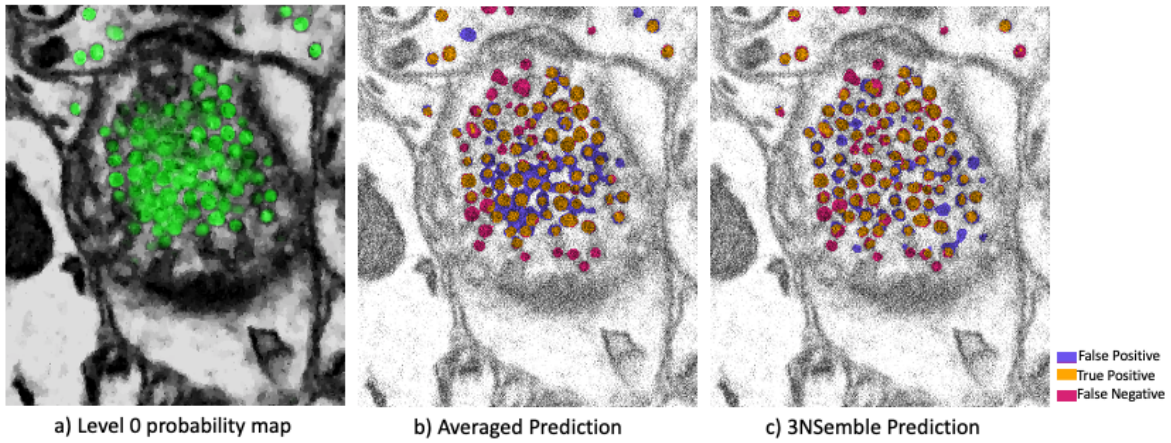 False Positive
True Positive
False Negative
a) Level 0 probability map
b) Averaged Prediction
c) 3NSemble Prediction